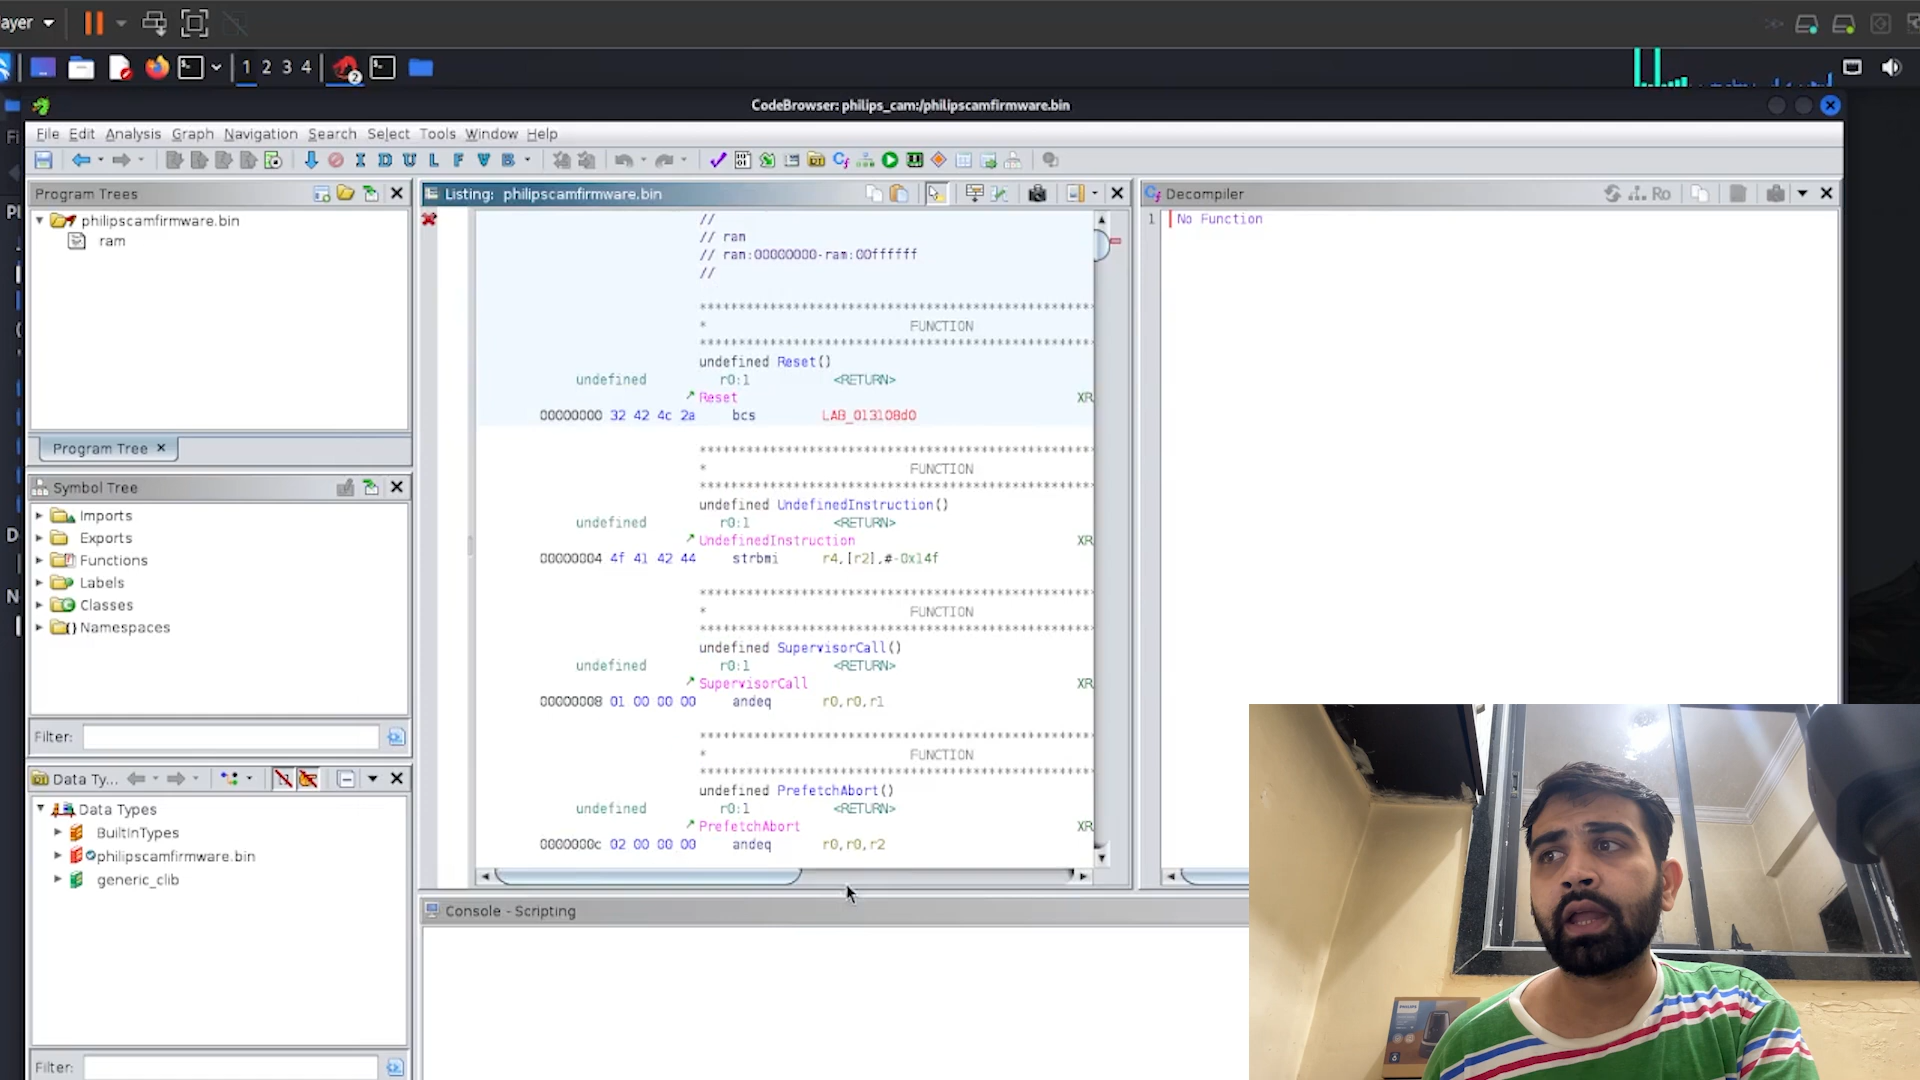 ayer
1 2 3 4
2
CodeBrowser: philips_cam:/philipscamfirmware.bin
File Edit Analysis Graph Navigation Search Select Tools Window Help
I D U L F V B
Program Trees
philipscamfirmware.bin
ram
Program Tree
Symbol Tree
Imports
Exports
Functions
Labels
Classes
Namespaces
Filter:
Data Ty...
Data Types
BuiltInTypes
philipscamfirmware.bin
generic_clib
Filter:
Listing: philipscamfirmware.bin
//
// ram
// ram:00000000-ram:00ffffff
//
* FUNCTION
undefined Reset()
undefined r0:1 <RETURN>
Reset XR
00000000 32 42 4c 2a bcs LAB_013108d0
* FUNCTION
undefined UndefinedInstruction()
undefined r0:1 <RETURN>
UndefinedInstruction XR
00000004 4f 41 42 44 strbmi r4,[r2],#-0x14f
* FUNCTION
undefined SupervisorCall()
undefined r0:1 <RETURN>
SupervisorCall XR
00000008 01 00 00 00 andeq r0,r0,r1
* FUNCTION
undefined PrefetchAbort()
undefined r0:1 <RETURN>
PrefetchAbort XR
0000000c 02 00 00 00 andeq r0,r0,r2
Decompiler
Ro
1 No Function
Console - Scripting
PHILIPS